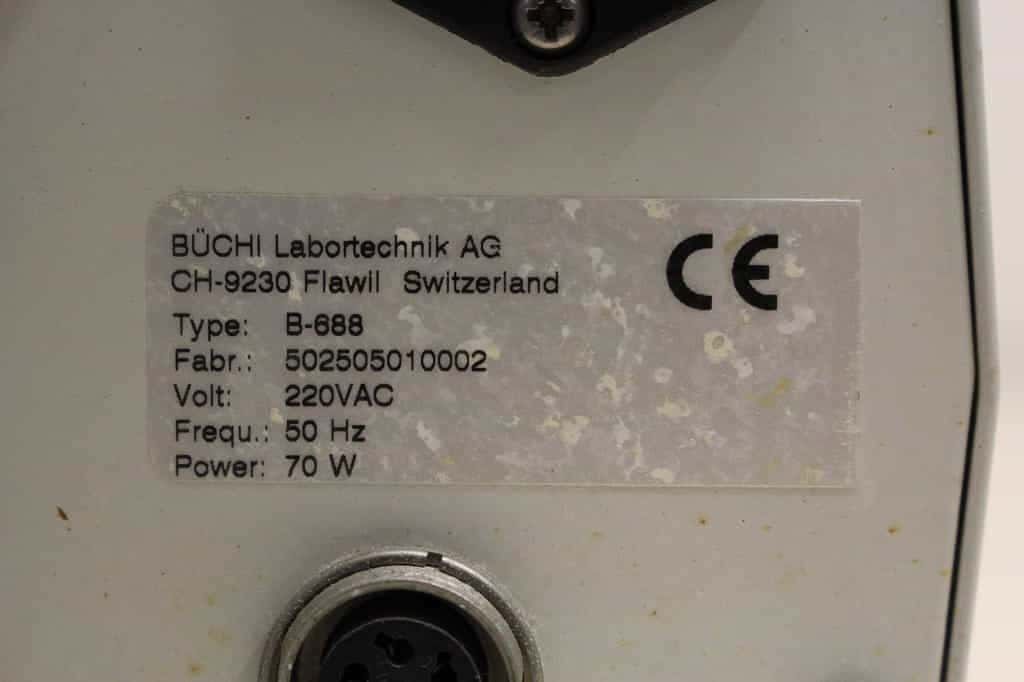 BÜCHI Labortechnik AG
CE
CH-9230 Flawil Switzerland
Type: B-688
Fabr.: 502505010002
Volt: 220VAC
Frequ.: 50 Hz
Power: 70 W